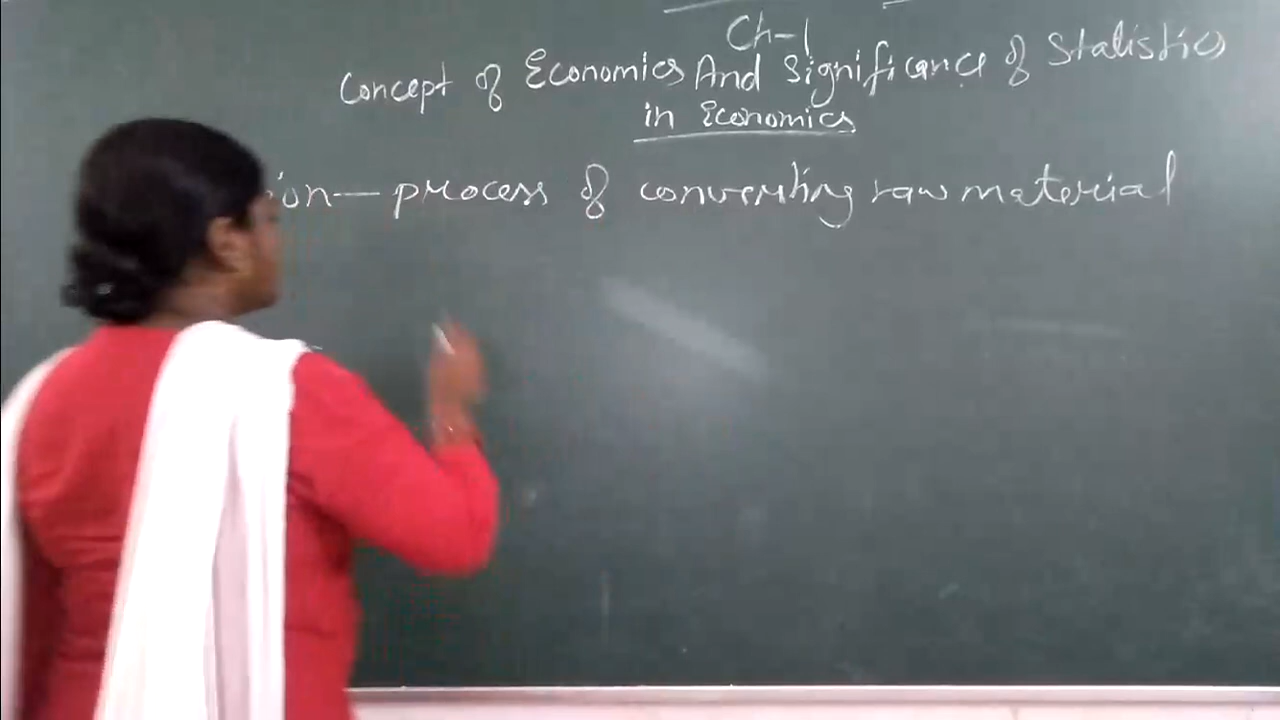 Ch-1
Concept of Economics And Significance of Statistics
in Economics
ion— process of converting raw material